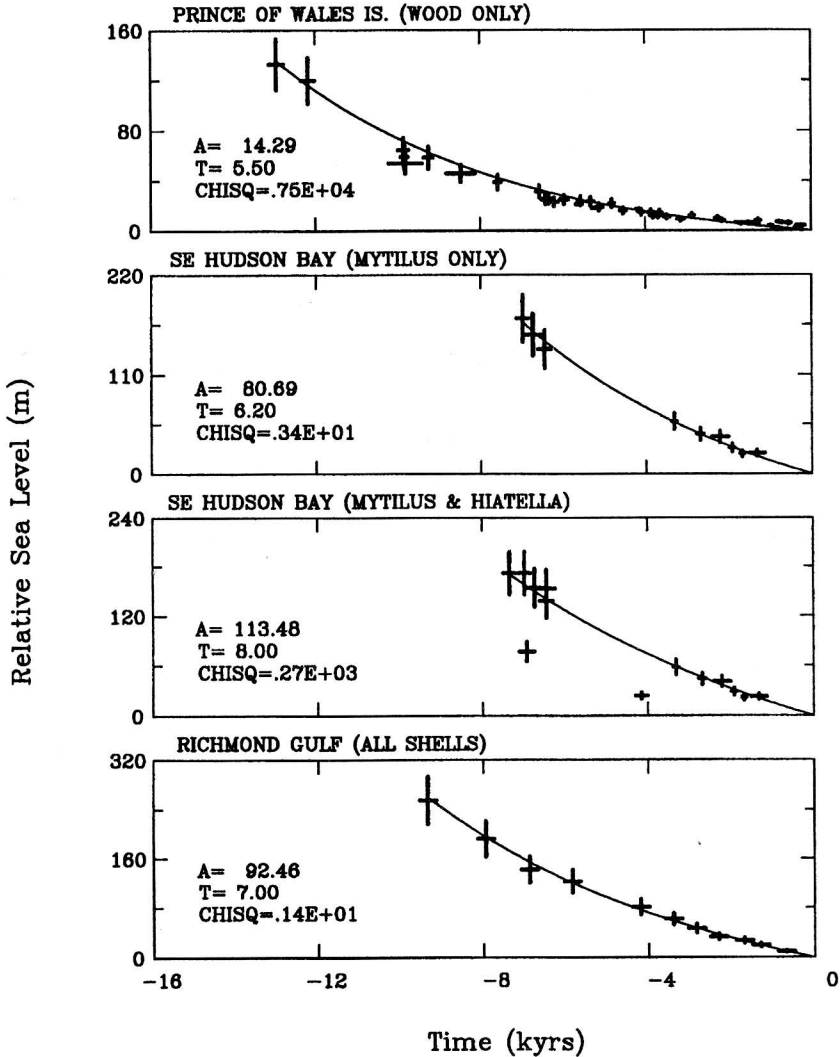 PRINCE OF WALES IS. (WOOD ONLY)
160
80
0
A= 14.29
T= 5.50
CHISQ=.75E+04
SE HUDSON BAY (MYTILUS ONLY)
220
110
0
A= 80.69
T= 6.20
CHISQ=.34E+01
SE HUDSON BAY (MYTILUS & HIATELLA)
240
120
0
A= 113.48
T= 8.00
CHISQ=.27E+03
RICHMOND GULF (ALL SHELLS)
320
160
0
A= 92.46
T= 7.00
CHISQ=.14E+01
-16 -12 -8 -4 0
Time (kyrs)
Relative Sea Level (m)